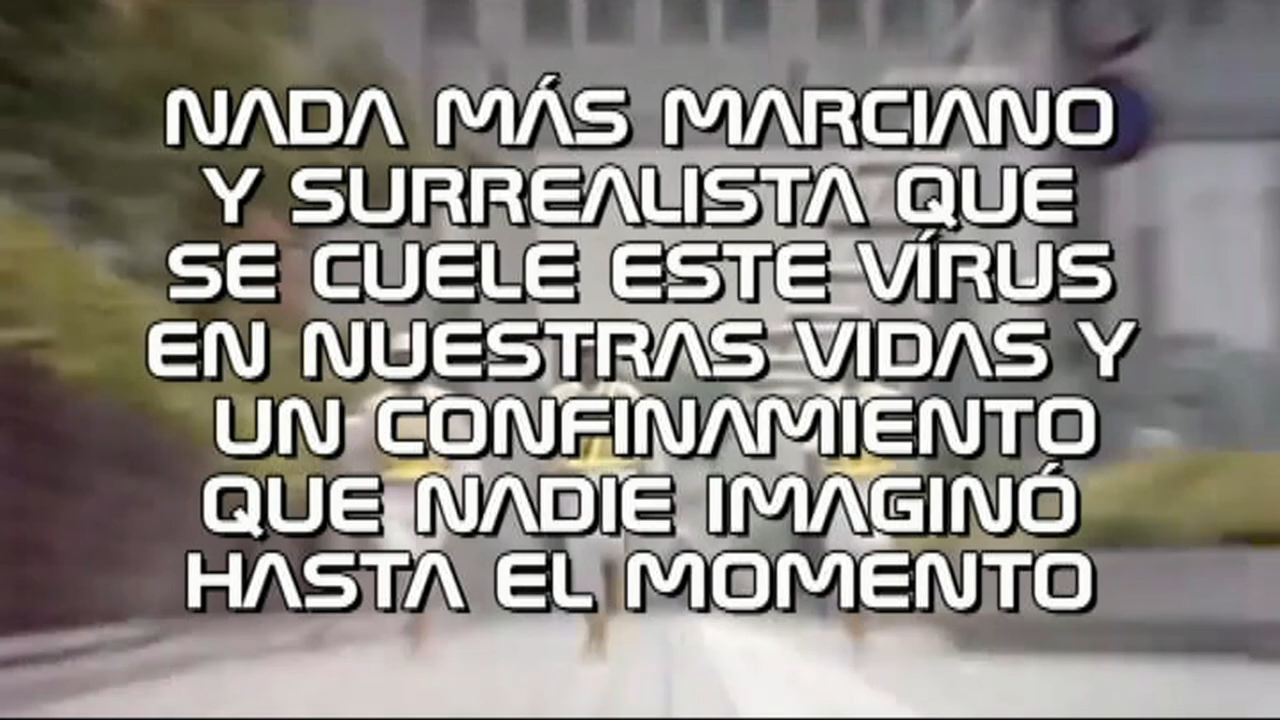 NADA MÁS MARCIANO
Y SURREALISTA QUE
SE CUELE ESTE VÍRUS
EN NUESTRAS VIDAS Y
UN CONFINAMIENTO
QUE NADIE IMAGINÓ
HASTA EL MOMENTO